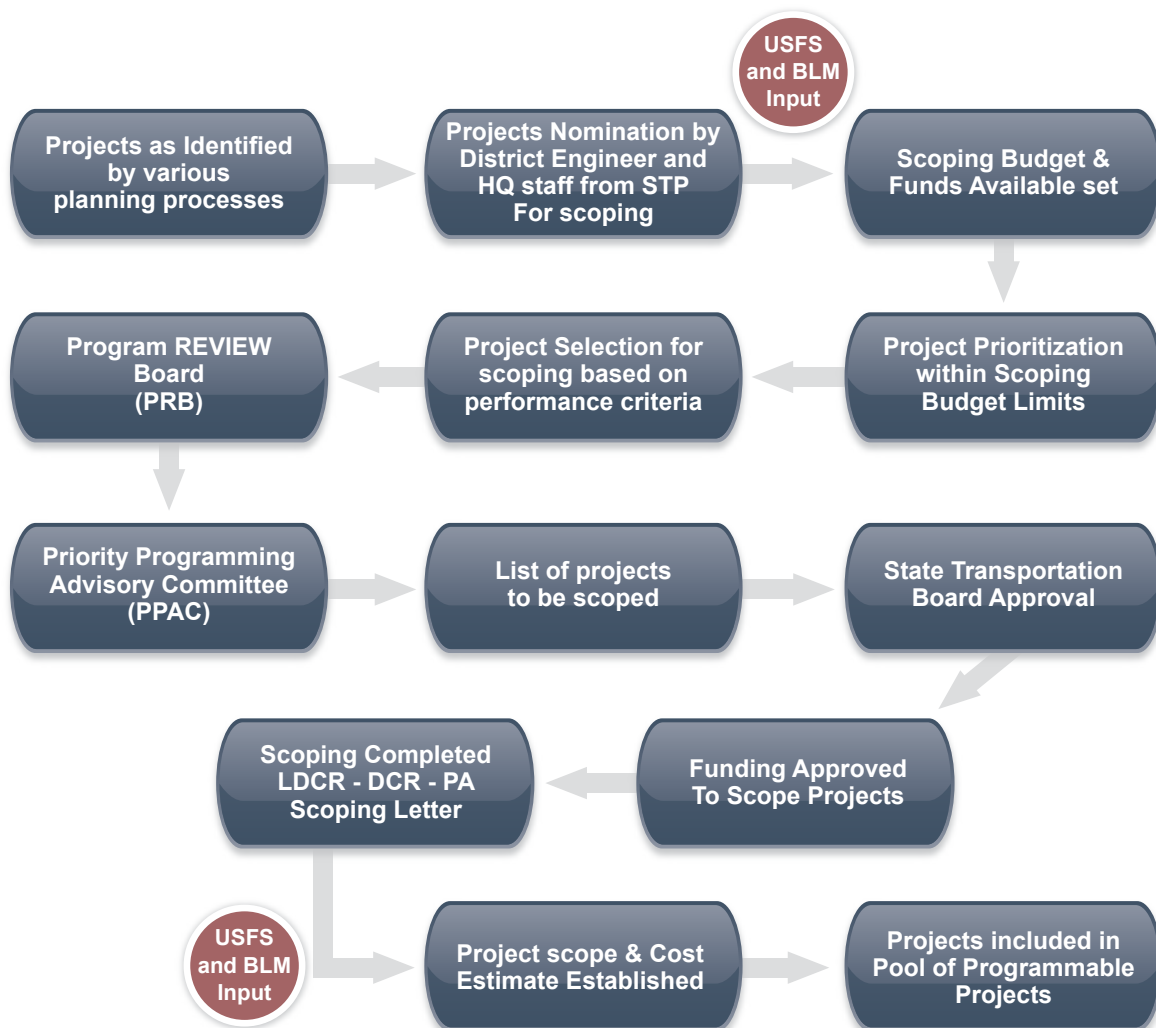 USFS
and BLM
Input
Projects as Identified
by various
planning processes
Projects Nomination by
District Engineer and
HQ staff from STP
For scoping
Scoping Budget &
Funds Available set
Program REVIEW
Board
(PRB)
Project Selection for
scoping based on
performance criteria
Project Prioritization
within Scoping
Budget Limits
Priority Programming
Advisory Committee
(PPAC)
List of projects
to be scoped
State Transportation
Board Approval
Scoping Completed
LDCR - DCR - PA
Scoping Letter
Funding Approved
To Scope Projects
USFS
and BLM
Input
Project scope & Cost
Estimate Established
Projects included in
Pool of Programmable
Projects